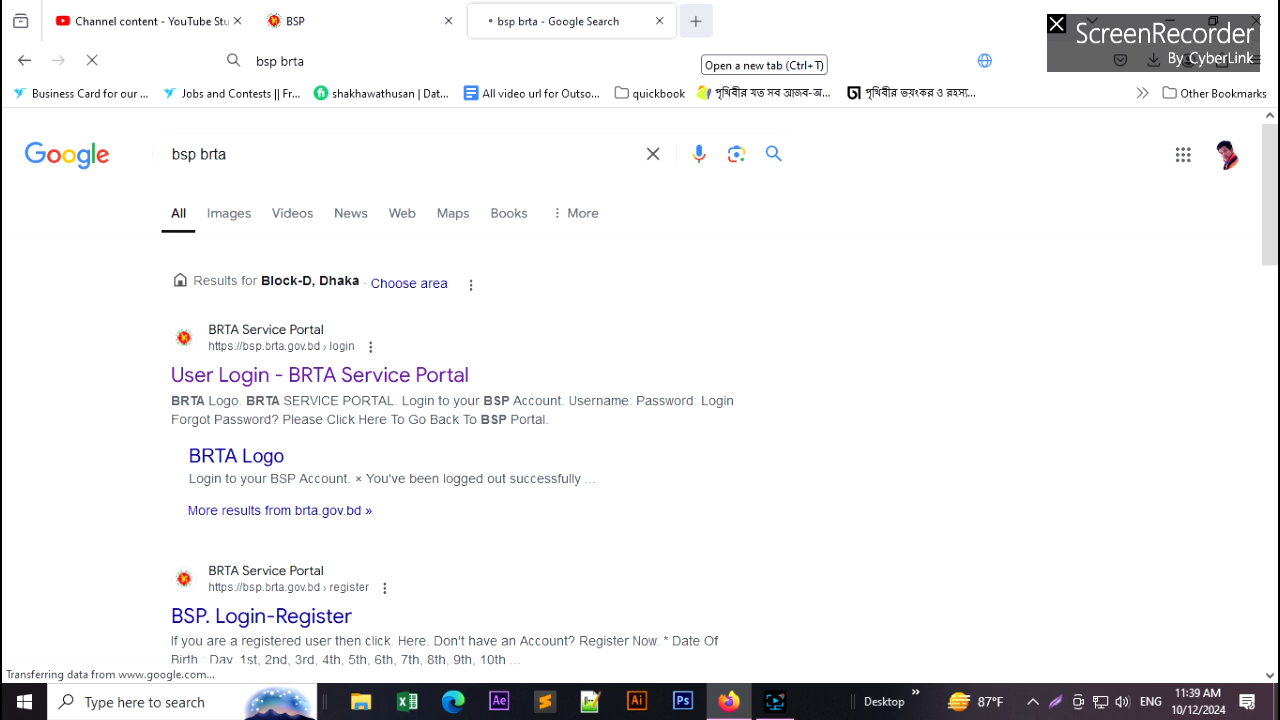 Channel content - YouTube Stu
BSP
bsp brta - Google Search
ScreenRecorder
By CyberLink
bsp brta
Open a new tab (Ctrl+T)
Business Card for our ...
Jobs and Contests || Fr...
shakhawathusan | Dat...
All video url for Outso...
quickbook
পৃথিবীর যত সব আজব-অ...
পৃথিবীর ভয়ংকর ও রহস্য...
Other Bookmarks
Google
bsp brta
All
Images
Videos
News
Web
Maps
Books
More
Results for Block-D, Dhaka · Choose area
BRTA Service Portal
https://bsp.brta.gov.bd › login
User Login - BRTA Service Portal
BRTA Logo. BRTA SERVICE PORTAL. Login to your BSP Account. Username: Password: Login
Forgot Password? Please Click Here To Go Back To BSP Portal.
BRTA Logo
Login to your BSP Account. × You've been logged out successfully ...
More results from brta.gov.bd »
BRTA Service Portal
https://bsp.brta.gov.bd › register
BSP. Login-Register
If you are a registered user then click. Here. Don't have an Account? Register Now. * Date Of
Birth : Day, 1st, 2nd, 3rd, 4th, 5th, 6th, 7th, 8th, 9th, 10th ...
Transferring data from www.google.com...
Type here to search
Ae
Ai
Ps
Desktop
87°F
ENG
11:39 AM
10/12/2024